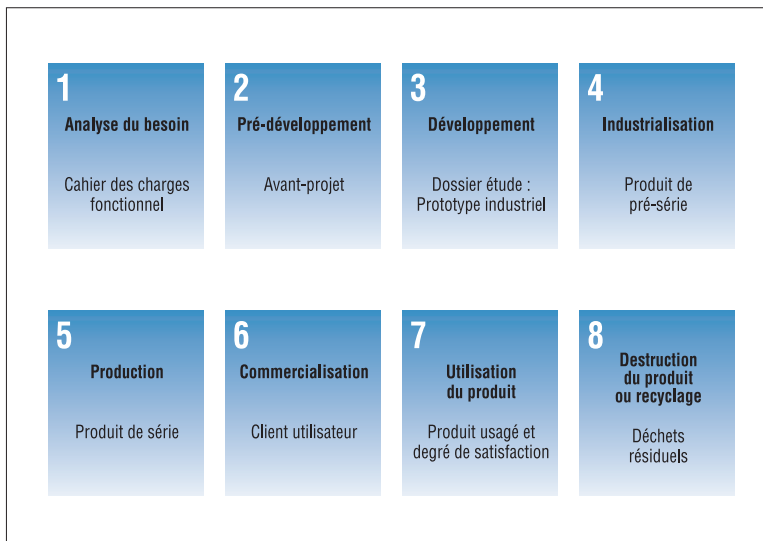 1
Analyse du besoin
Cahier des charges
fonctionnel
2
Pré-développement
Avant-projet
3
Développement
Dossier étude :
Prototype industriel
4
Industrialisation
Produit de
pré-série
5
Production
Produit de série
6
Commercialisation
Client utilisateur
7
Utilisation
du produit
Produit usagé et
degré de satisfaction
8
Destruction
du produit
ou recyclage
Déchets
résiduels